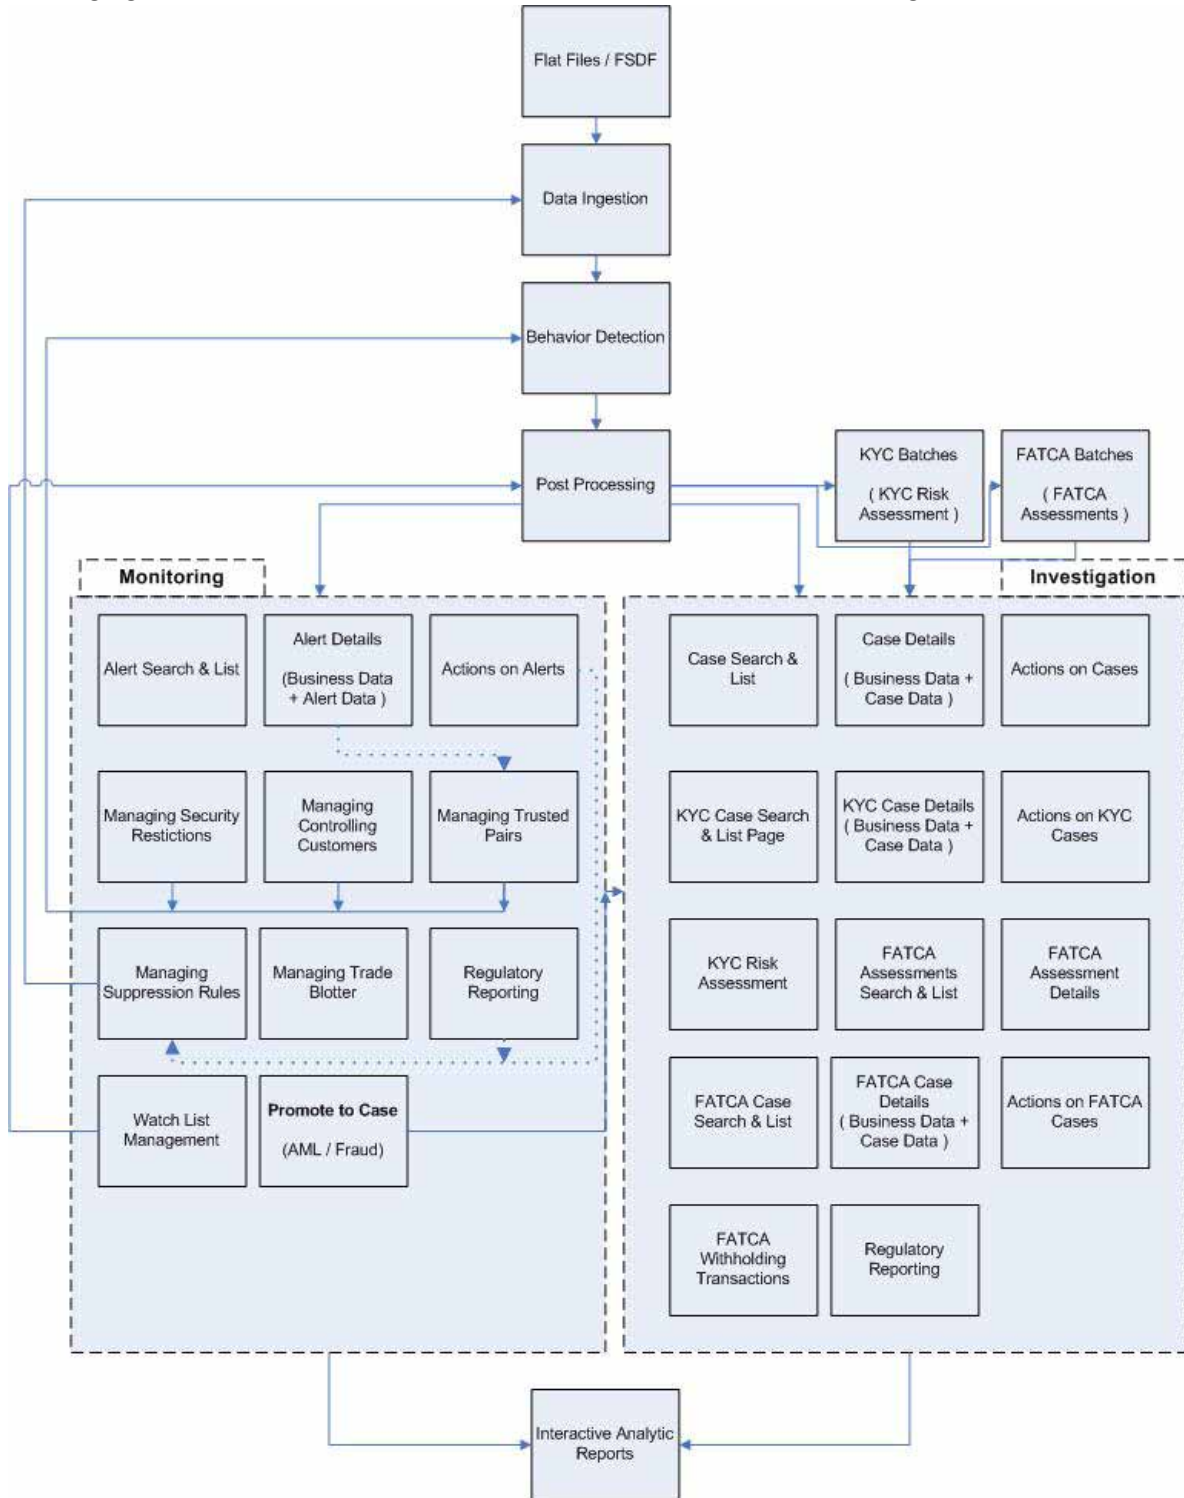 Flat Files / FSDF
Data Ingestion
Behavior Detection
Post Processing
KYC Batches
( KYC Risk
Assessment )
FATCA Batches
( FATCA
Assessments )
Monitoring
Alert Search & List
Alert Details
(Business Data
+ Alert Data )
Actions on Alerts
Managing Security
Restictions
Managing
Controlling
Customers
Managing Trusted
Pairs
Managing
Suppression Rules
Managing Trade
Blotter
Regulatory
Reporting
Watch List
Management
Promote to Case
(AML / Fraud)
Investigation
Case Search &
List
Case Details
( Business Data +
Case Data )
Actions on Cases
KYC Case Search
& List Page
KYC Case Details
( Business Data +
Case Data )
Actions on KYC
Cases
KYC Risk
Assessment
FATCA
Assessments
Search & List
FATCA
Assessment
Details
FATCA Case
Search & List
FATCA Case
Details
( Business Data +
Case Data )
Actions on FATCA
Cases
FATCA
Withholding
Transactions
Regulatory
Reporting
Interactive Analytic
Reports